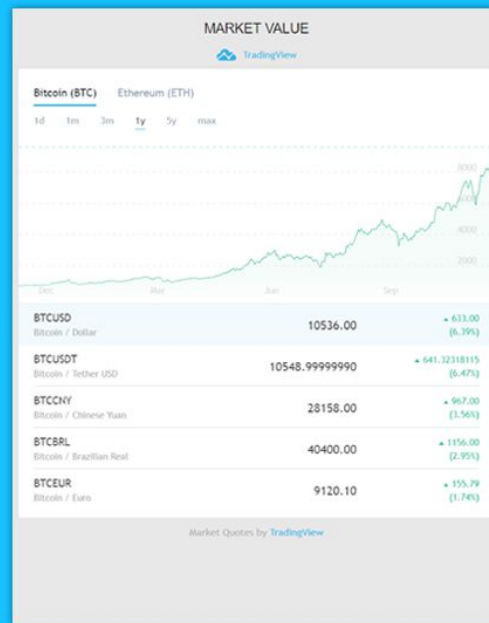 MARKET VALUE
TradingView
Bitcoin (BTC) Ethereum (ETH)
1d 1m 3m 1y 5y max
8000
6000
4000
2000
Dec Mar Jun Sep
BTCUSD
Bitcoin / Dollar
10536.00
▲ 633.00
(6.39%)
BTCUSDT
Bitcoin / Tether USD
10548.99999990
▲ 641.32318115
(6.47%)
BTCCNY
Bitcoin / Chinese Yuan
28158.00
▲ 967.00
(3.56%)
BTCBRL
Bitcoin / Brazilian Real
40400.00
▲ 1156.00
(2.95%)
BTCEUR
Bitcoin / Euro
9120.10
▲ 155.79
(1.74%)
Market Quotes by TradingView